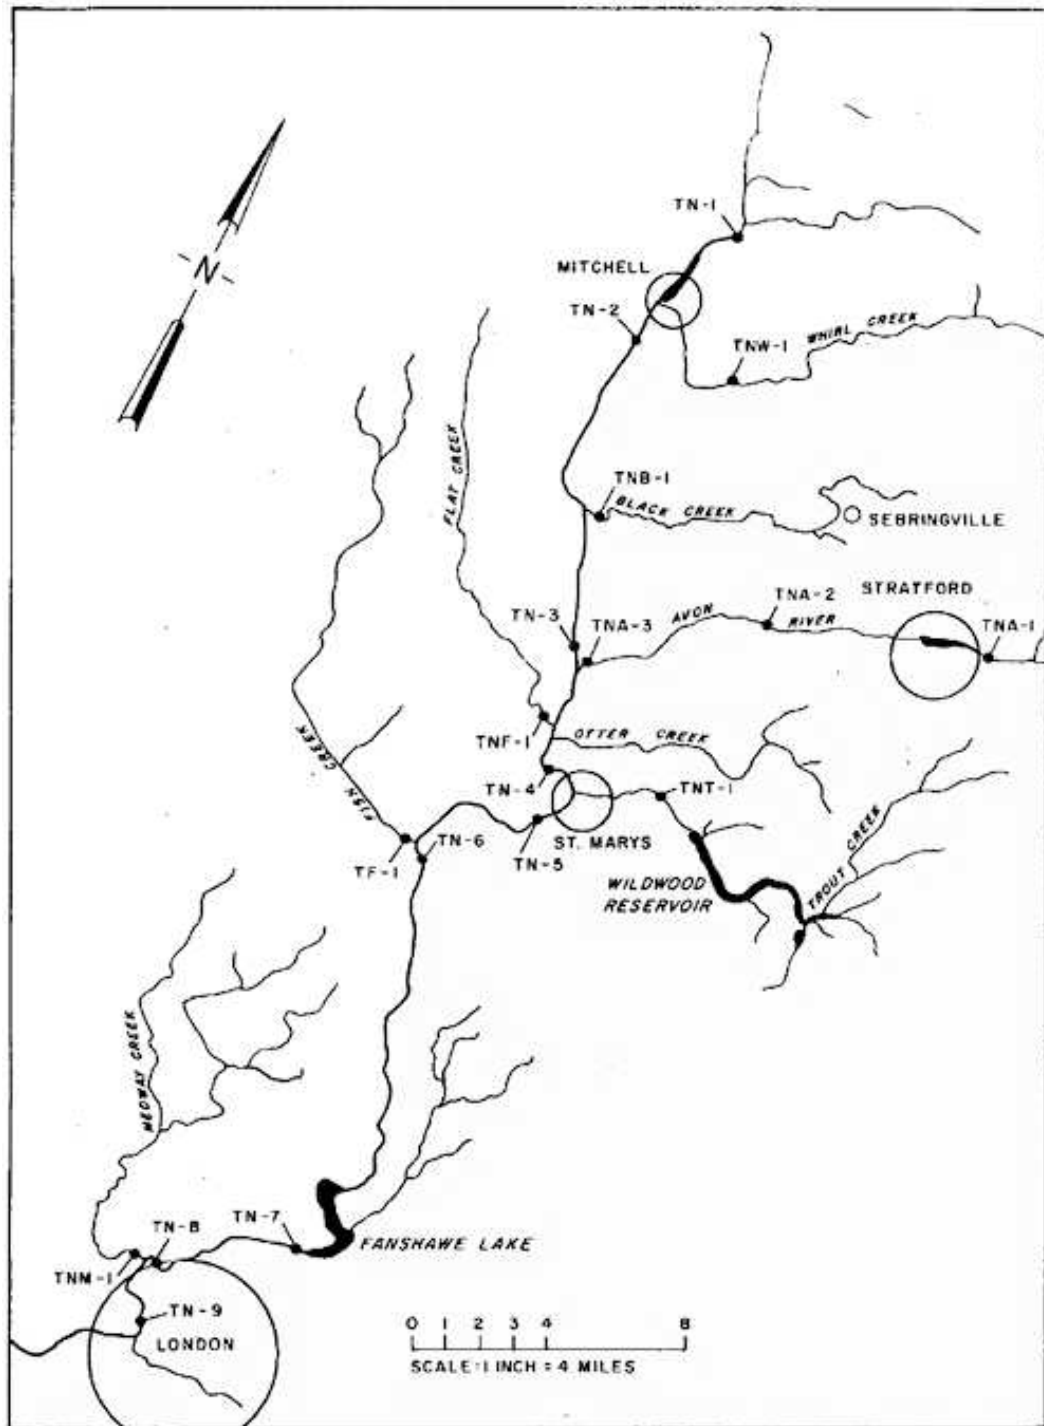 TN-1
N
MITCHELL
TN-2
WHIRL CREEK
TNW-1
FLAT CREEK
TNB-1
BLACK CREEK
SEBRINGVILLE
STRATFORD
TNA-2
TN-3
TNA-3
AVON
RIVER
TNA-1
FISH CREEK
TNF-1
OTTER CREEK
TN-4
TNT-1
TROUT CREEK
ST. MARYS
TN-6
TN-5
TF-1
WILDWOOD
RESERVOIR
MEDWAY CREEK
TN-7
TN-8
FANSHAWE LAKE
TNM-1
TN-9
LONDON
0 1 2 3 4 8
SCALE: 1 INCH = 4 MILES